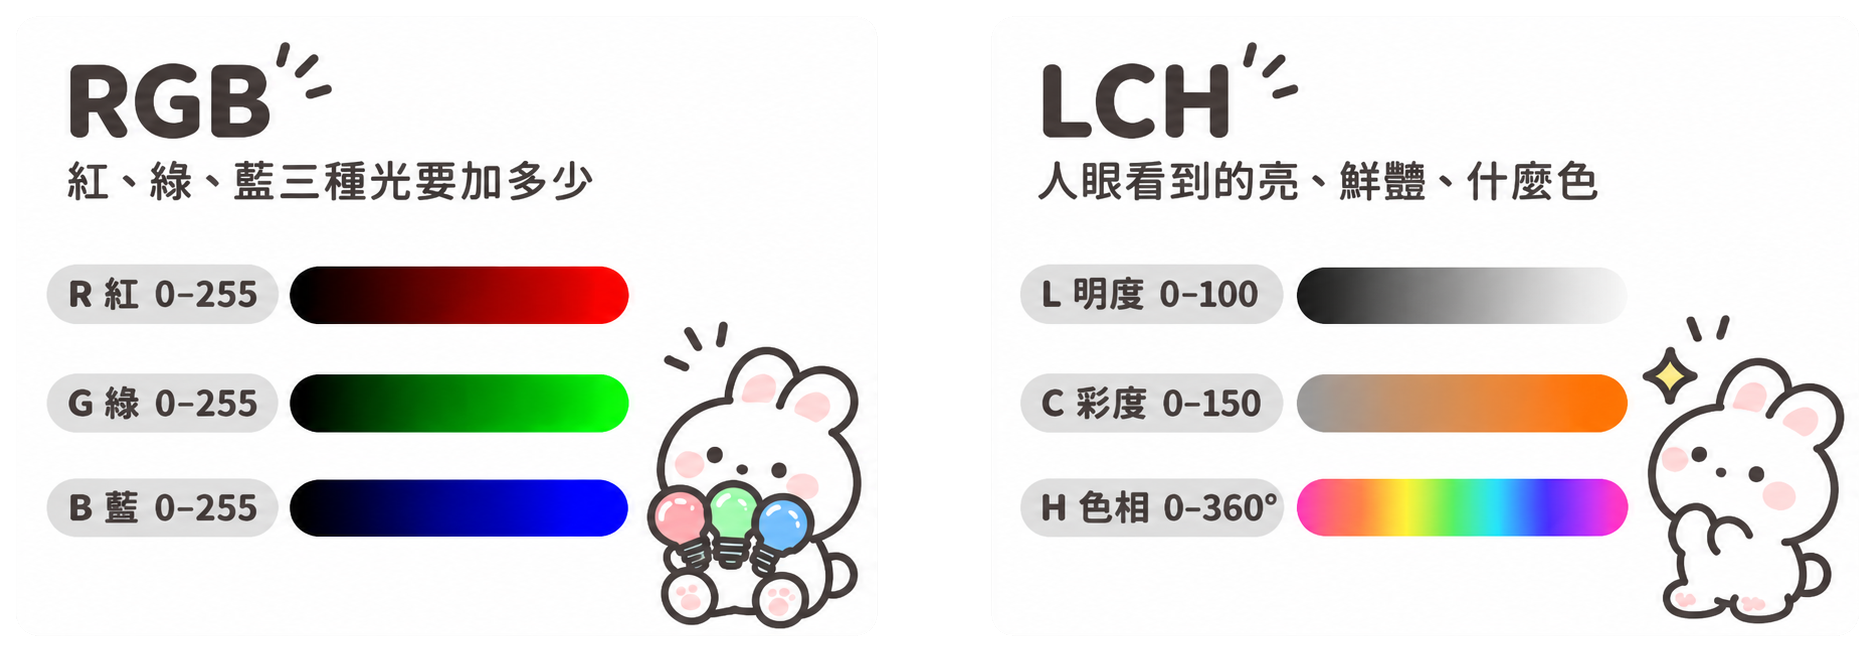 RGB
紅、綠、藍三種光要加多少
R 紅 0-255
G 綠 0-255
B 藍 0-255
LCH
人眼看到的亮、鮮豔、什麼色
L 明度 0-100
C 彩度 0-150
H 色相 0-360°